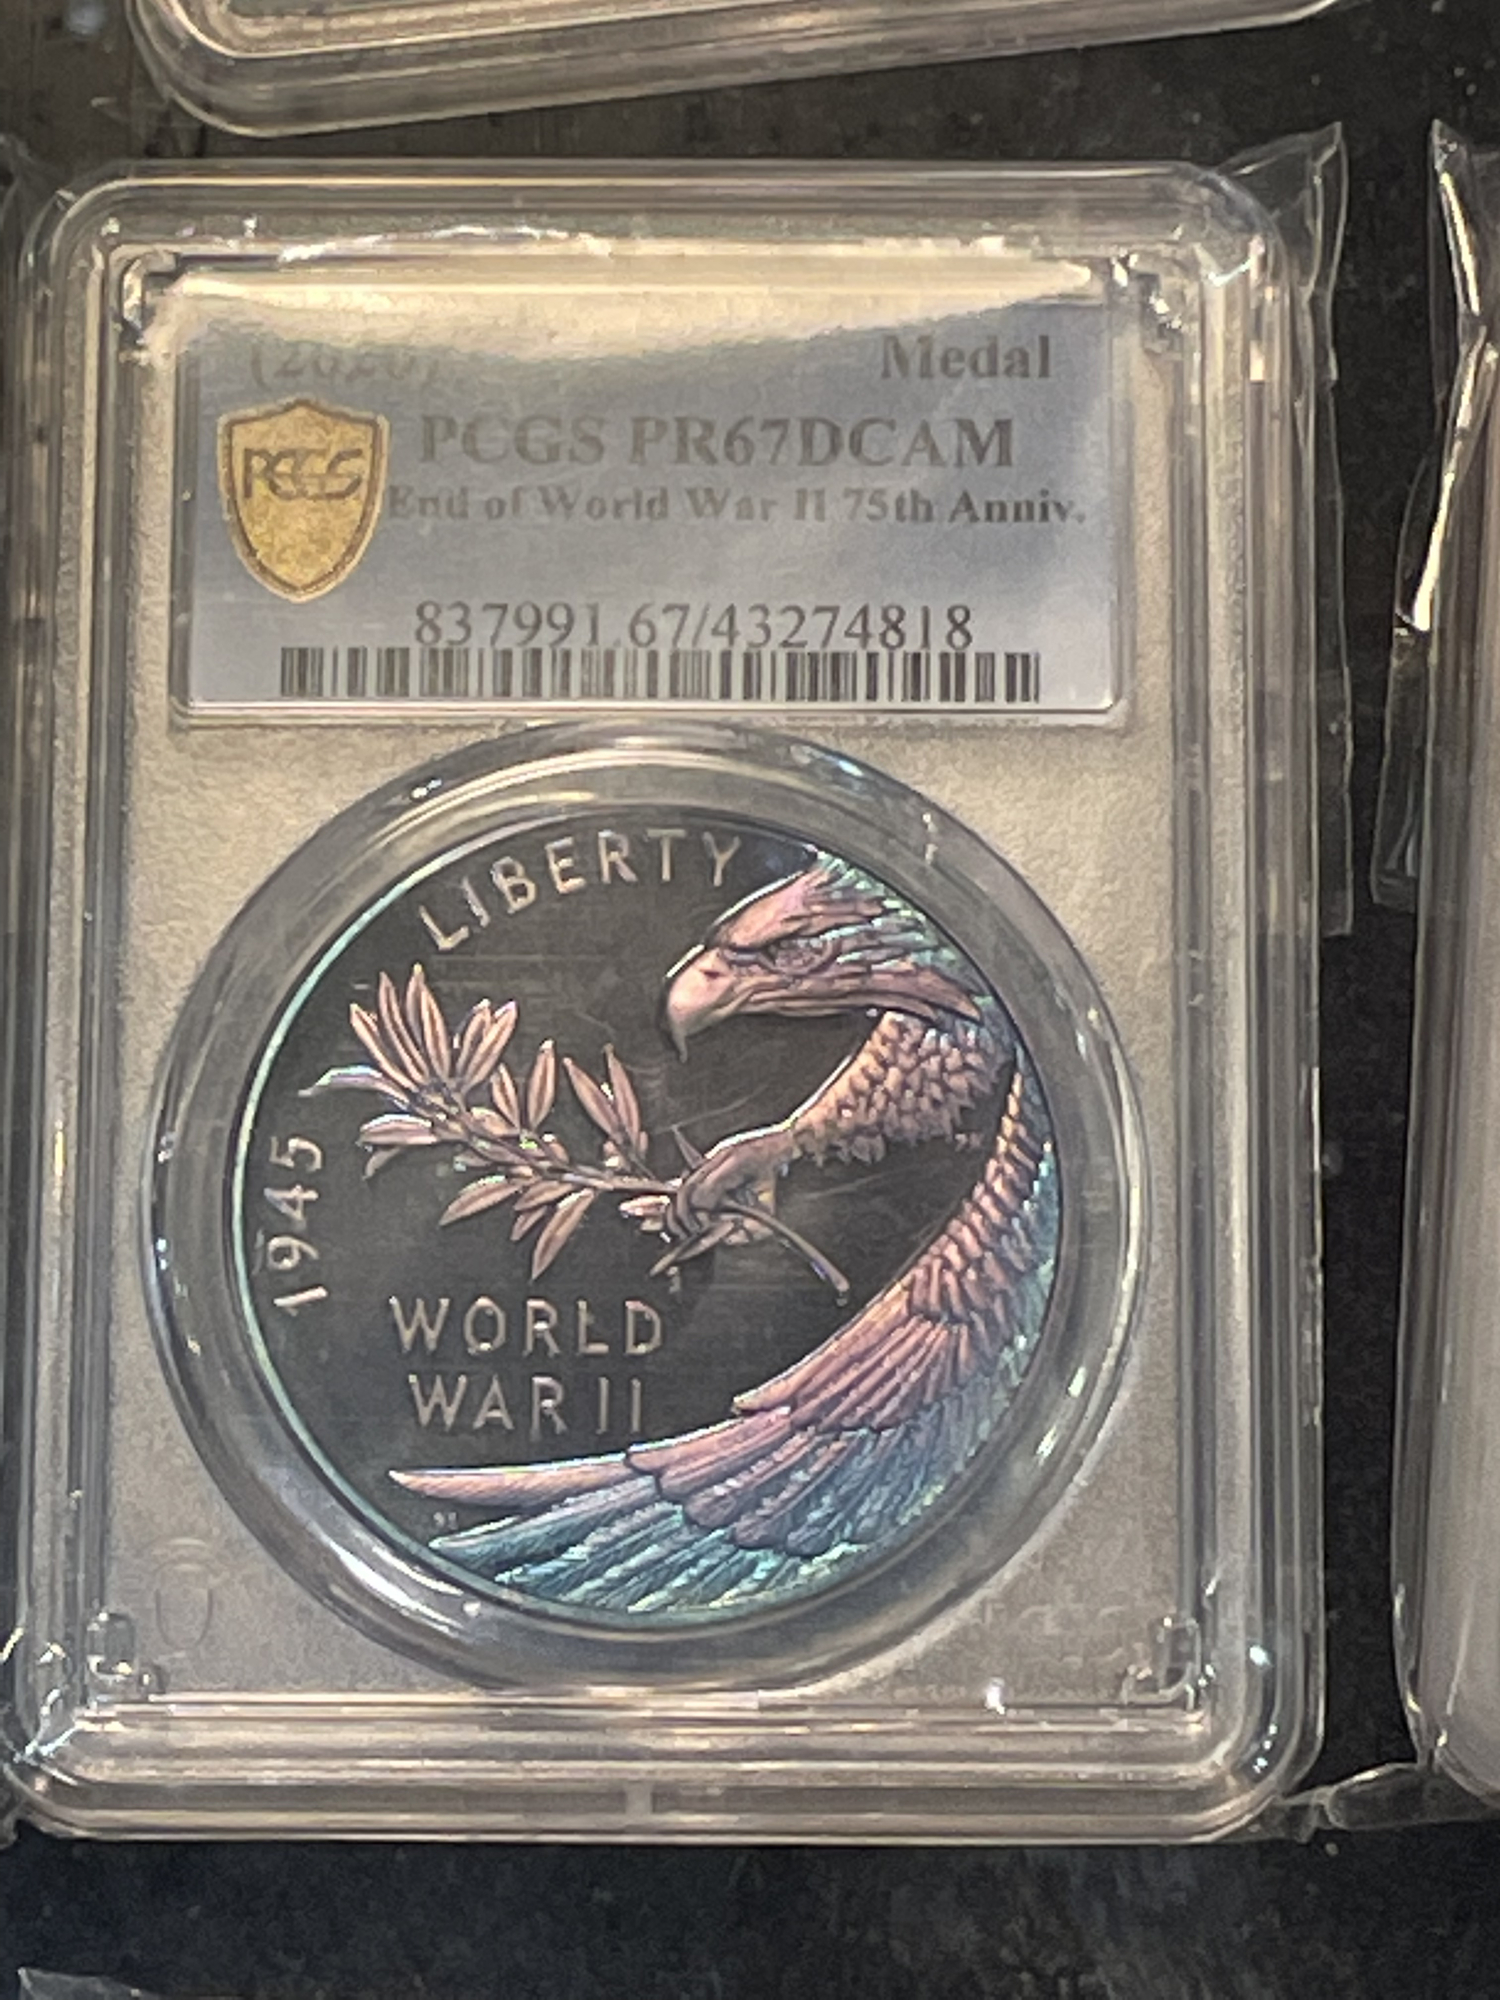 (2020) Medal
PCGS PR67DCAM
PCGS
End of World War II 75th Anniv.
837991.67/43274818
LIBERTY
1945
WORLD
WAR II